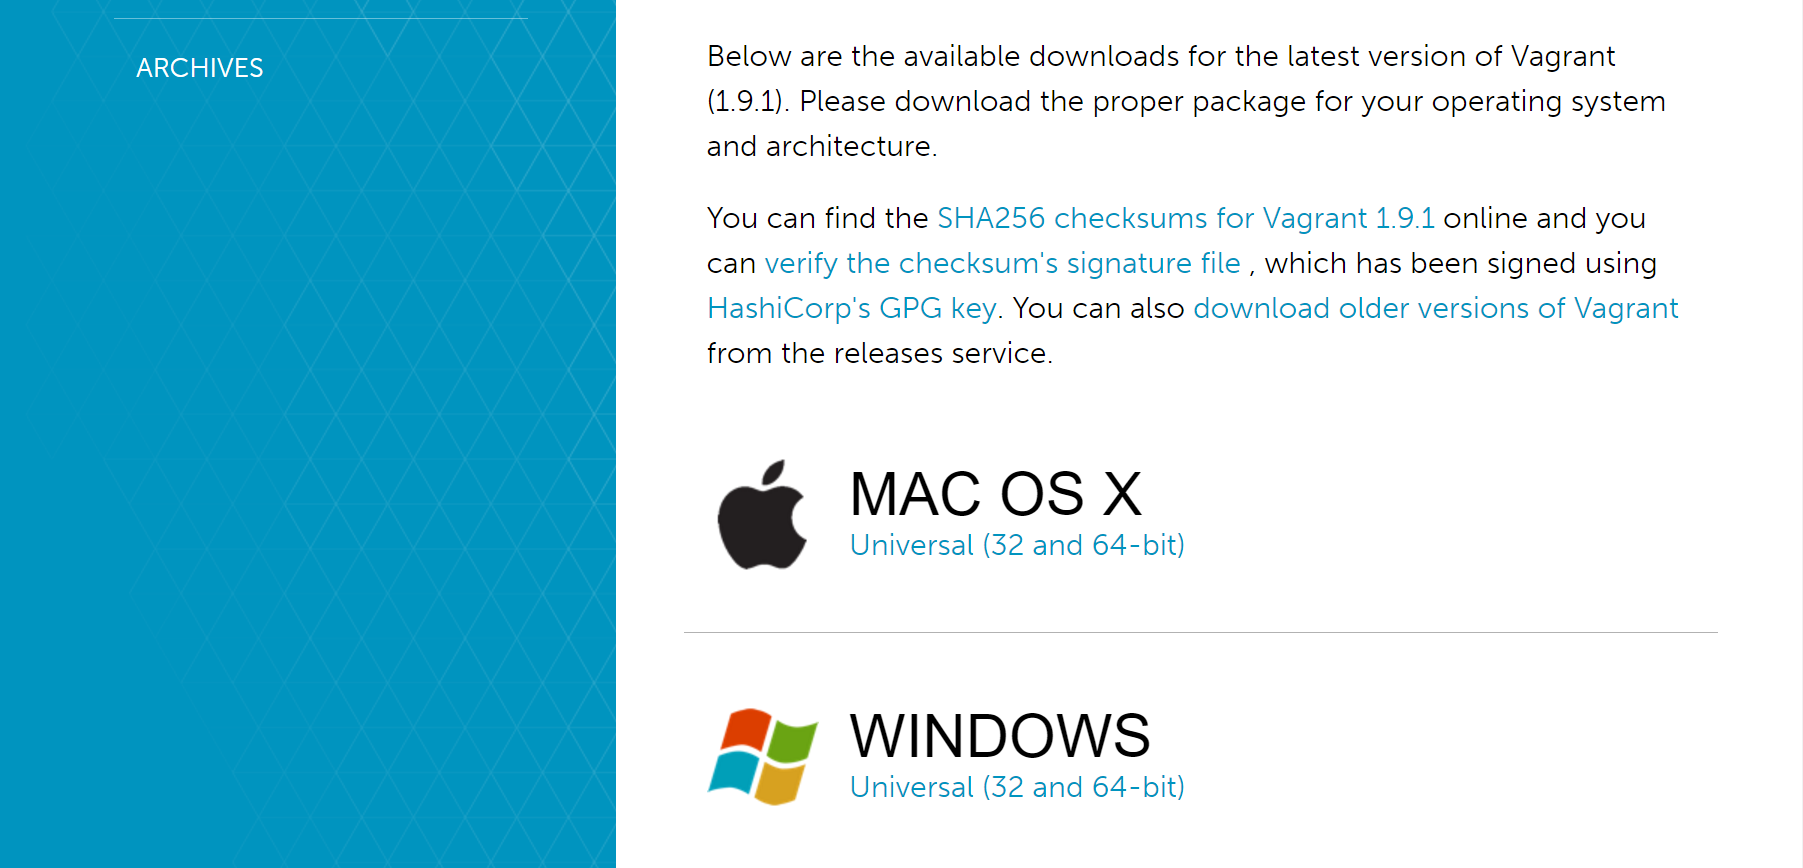 ARCHIVES
Below are the available downloads for the latest version of Vagrant
(1.9.1). Please download the proper package for your operating system
and architecture.
You can find the SHA256 checksums for Vagrant 1.9.1 online and you
can verify the checksum's signature file , which has been signed using
HashiCorp's GPG key. You can also download older versions of Vagrant
from the releases service.
MAC OS X
Universal (32 and 64-bit)
WINDOWS
Universal (32 and 64-bit)